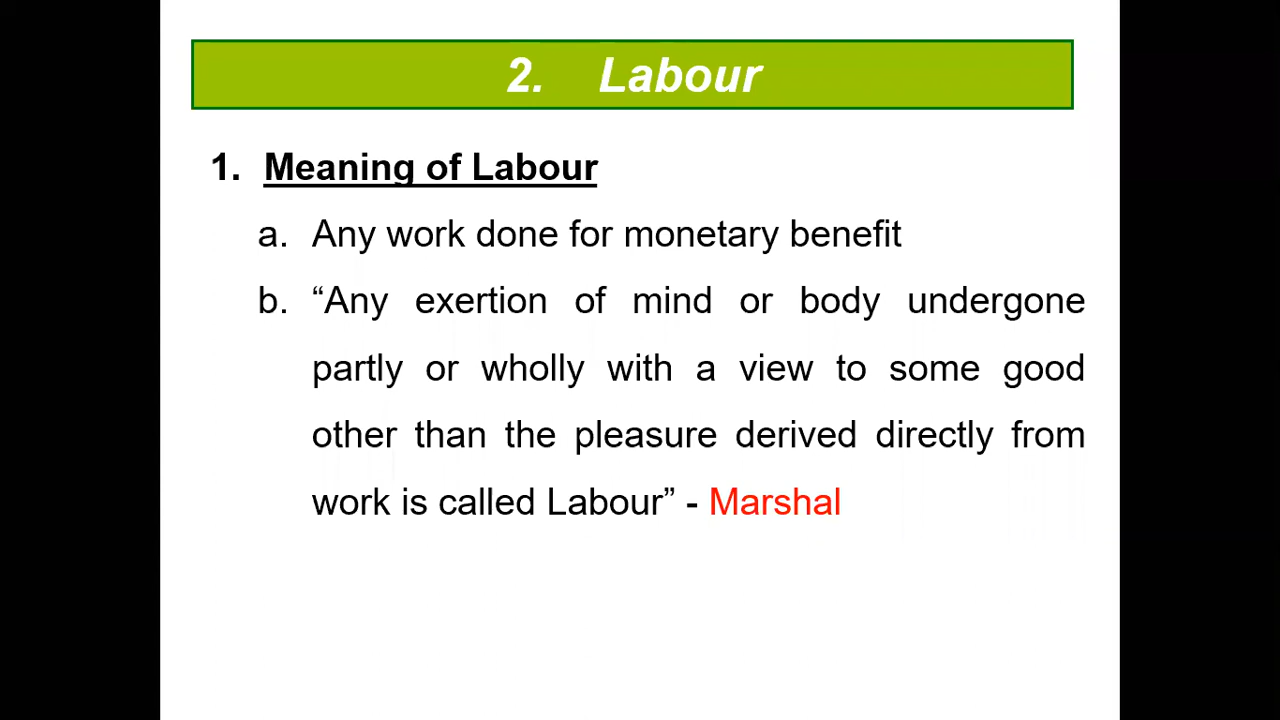 2. Labour
1. Meaning of Labour
a. Any work done for monetary benefit
b. “Any exertion of mind or body undergone
partly or wholly with a view to some good
other than the pleasure derived directly from
work is called Labour” - Marshal